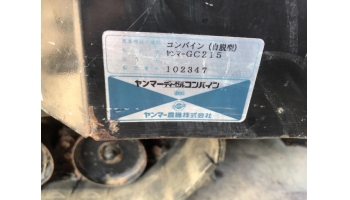 コンバイン（自脱型）
ヤンマーGC215
102347
ヤンマーディーゼルコンバイン
ヤンマー農機株式会社